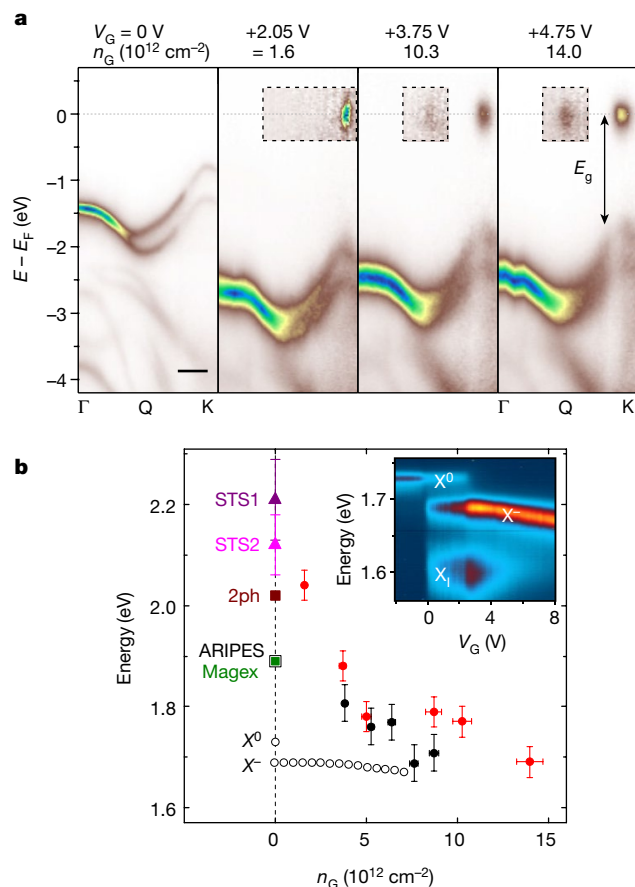 a
V_G = 0 V +2.05 V +3.75 V +4.75 V
n_G (10^12 cm^−2) = 1.6 10.3 14.0
0
−1
−2
−3
−4
E − E_F (eV)
E_g
Γ Q K Γ Q K
b
2.2
2.0
1.8
1.6
Energy (eV)
STS1
STS2
2ph
ARIPES
Magex
X^0
X^−
0 5 10 15
n_G (10^12 cm^−2)
X^0
X^−
X_I
1.7
1.6
Energy (eV)
0 4 8
V_G (V)